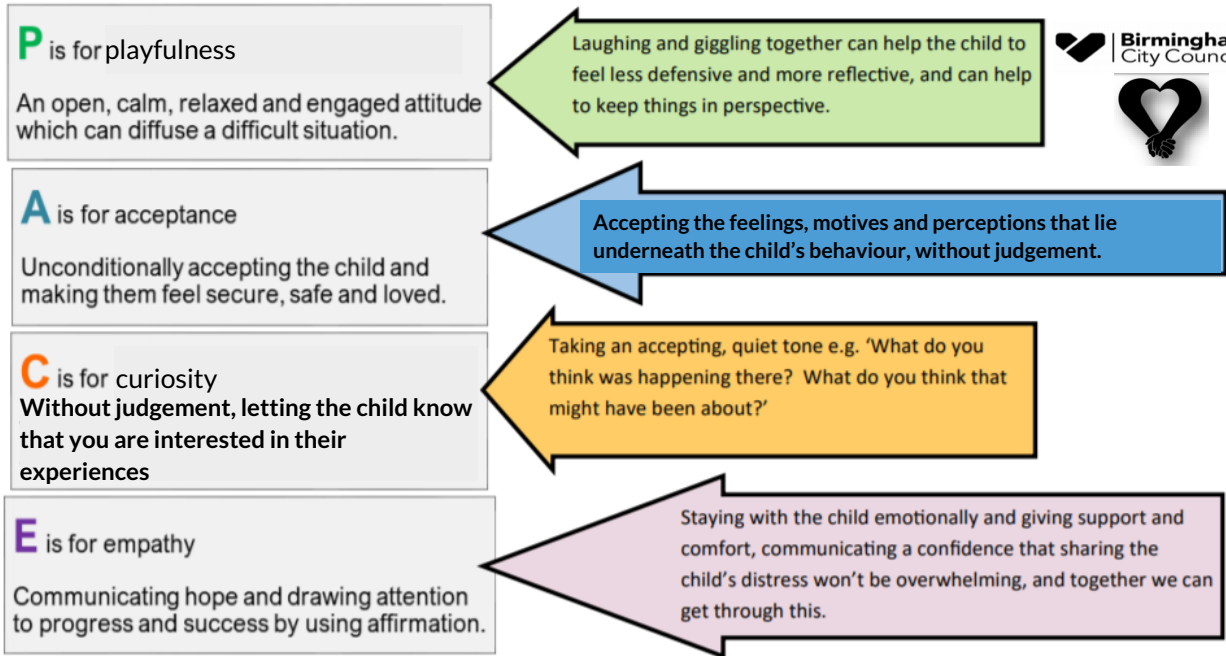 P is for playfulness
An open, calm, relaxed and engaged attitude
which can diffuse a difficult situation.
Laughing and giggling together can help the child to
feel less defensive and more reflective, and can help
to keep things in perspective.
Birmingha
City Counc
A is for acceptance
Unconditionally accepting the child and
making them feel secure, safe and loved.
Accepting the feelings, motives and perceptions that lie
underneath the child's behaviour, without judgement.
C is for curiosity
Without judgement, letting the child know
that you are interested in their
experiences
Taking an accepting, quiet tone e.g. 'What do you
think was happening there?  What do you think that
might have been about?'
E is for empathy
Communicating hope and drawing attention
to progress and success by using affirmation.
Staying with the child emotionally and giving support and
comfort, communicating a confidence that sharing the
child's distress won't be overwhelming, and together we can
get through this.